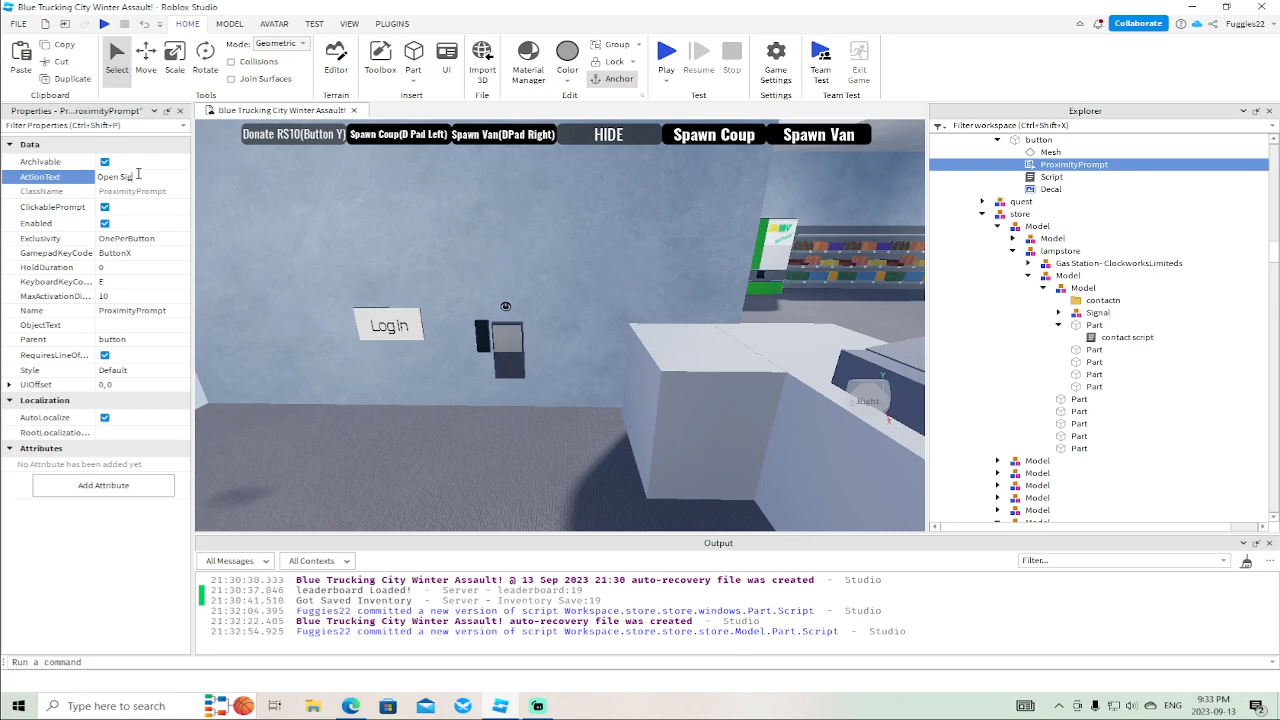 Blue Trucking City Winter Assault! - Roblox Studio
FILE
HOME MODEL AVATAR TEST VIEW PLUGINS
Collaborate
Fuggies22
Paste
Copy
Cut
Duplicate
Clipboard
Select Move Scale Rotate
Mode: Geometric
Collisions
Join Surfaces
Tools
Editor
Terrain
Toolbox Part UI
Insert
Import 3D
File
Material Manager
Color
Group
Lock
Anchor
Edit
Play Resume Stop
Test
Game Settings
Settings
Team Test
Exit Game
Team Test
Properties - Pr...roximityPrompt"
Filter Properties (Ctrl+Shift+P)
Data
Archivable
ActionText Open Sig
ClassName ProximityPrompt
ClickablePrompt
Enabled
Exclusivity OnePerButton
GamepadKeyCode ButtonX
HoldDuration 0
KeyboardKeyCo... E
MaxActivationDi... 10
Name ProximityPrompt
ObjectText
Parent button
RequiresLineOf...
Style Default
UIOffset 0, 0
Localization
AutoLocalize
RootLocalizatio...
Attributes
No Attribute has been added yet
Add Attribute
Blue Trucking City Winter Assault!
Donate RS10(Button Y) Spawn Coup(D Pad Left) Spawn Van(DPad Right) HIDE Spawn Coup Spawn Van
Login
Right
Y
X
Explorer
Filter workspace (Ctrl+Shift+X)
button
Mesh
ProximityPrompt
Script
Decal
quest
store
Model
Model
lampstore
Gas Station- ClockworksLimiteds
Model
Model
contactn
Signal
Part
contact script
Part
Part
Part
Part
Part
Part
Part
Part
Part
Model
Model
Model
Model
Model
Output
All Messages All Contexts Filter...
21:30:30.333 Blue Trucking City Winter Assault! @ 13 Sep 2023 21:30 auto-recovery file was created - Studio
21:30:37.846 leaderboard Loaded! - Server - leaderboard:19
21:30:41.510 Got Saved Inventory - Server - Inventory Save:19
21:32:04.395 Fuggies22 committed a new version of script Workspace.store.store.windows.Part.Script - Studio
21:32:22.405 Blue Trucking City Winter Assault! auto-recovery file was created - Studio
21:32:54.925 Fuggies22 committed a new version of script Workspace.store.store.store.Model.Part.Script - Studio
Run a command
Type here to search
ENG
9:33 PM
2023-09-13
2